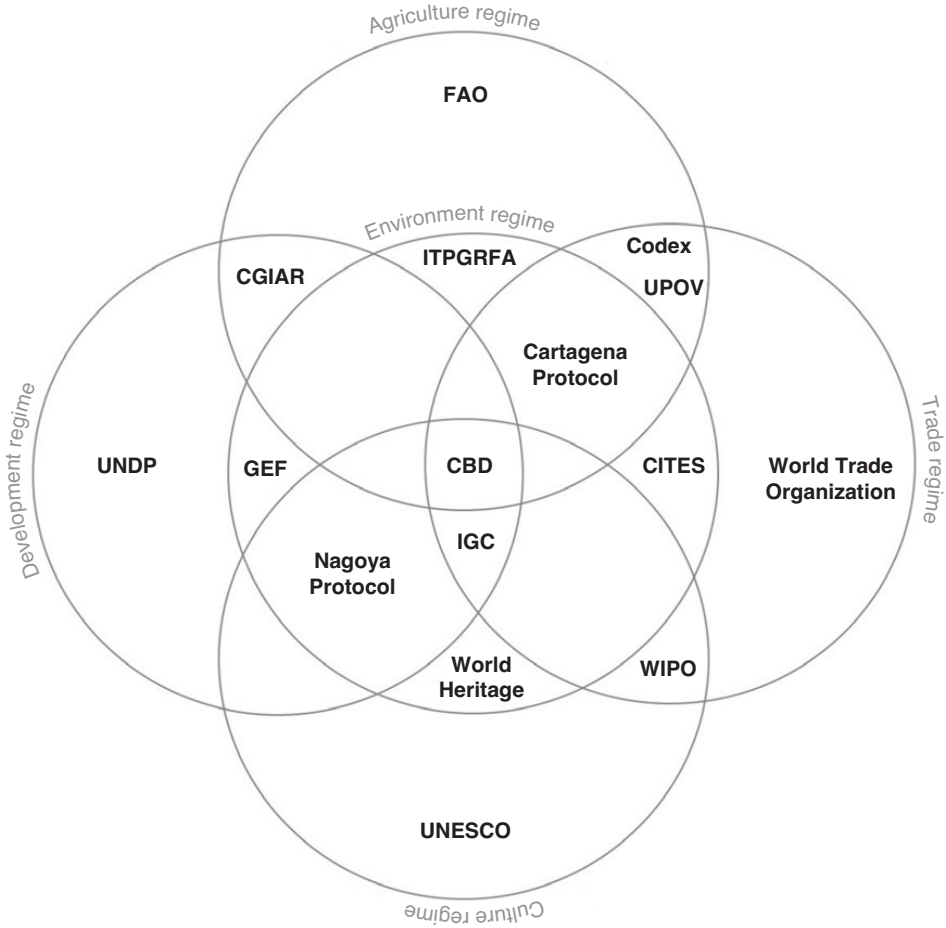 Agriculture regime
FAO
Environment regime
ITPGRFA
Codex
UPOV
CGIAR
Cartagena
Protocol
Development regime
UNDP
GEF
CBD
CITES
World Trade
Organization
Trade regime
IGC
Nagoya
Protocol
World
Heritage
WIPO
UNESCO
Culture regime